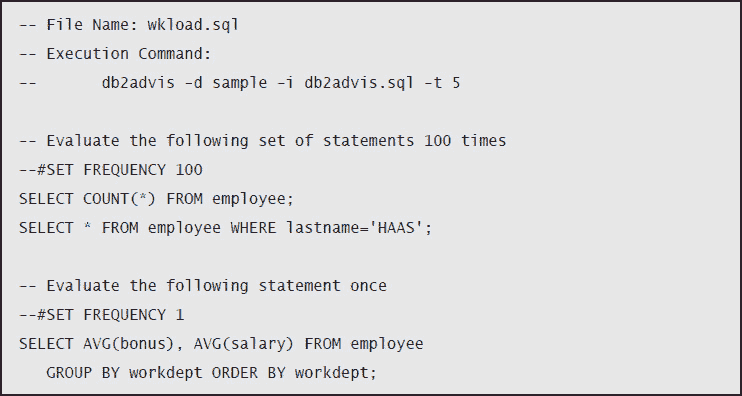 -- File Name: wkload.sql
-- Execution Command:
--       db2advis -d sample -i db2advis.sql -t 5
-- Evaluate the following set of statements 100 times
--#SET FREQUENCY 100
SELECT COUNT(*) FROM employee;
SELECT * FROM employee WHERE lastname='HAAS';
-- Evaluate the following statement once
--#SET FREQUENCY 1
SELECT AVG(bonus), AVG(salary) FROM employee
   GROUP BY workdept ORDER BY workdept;